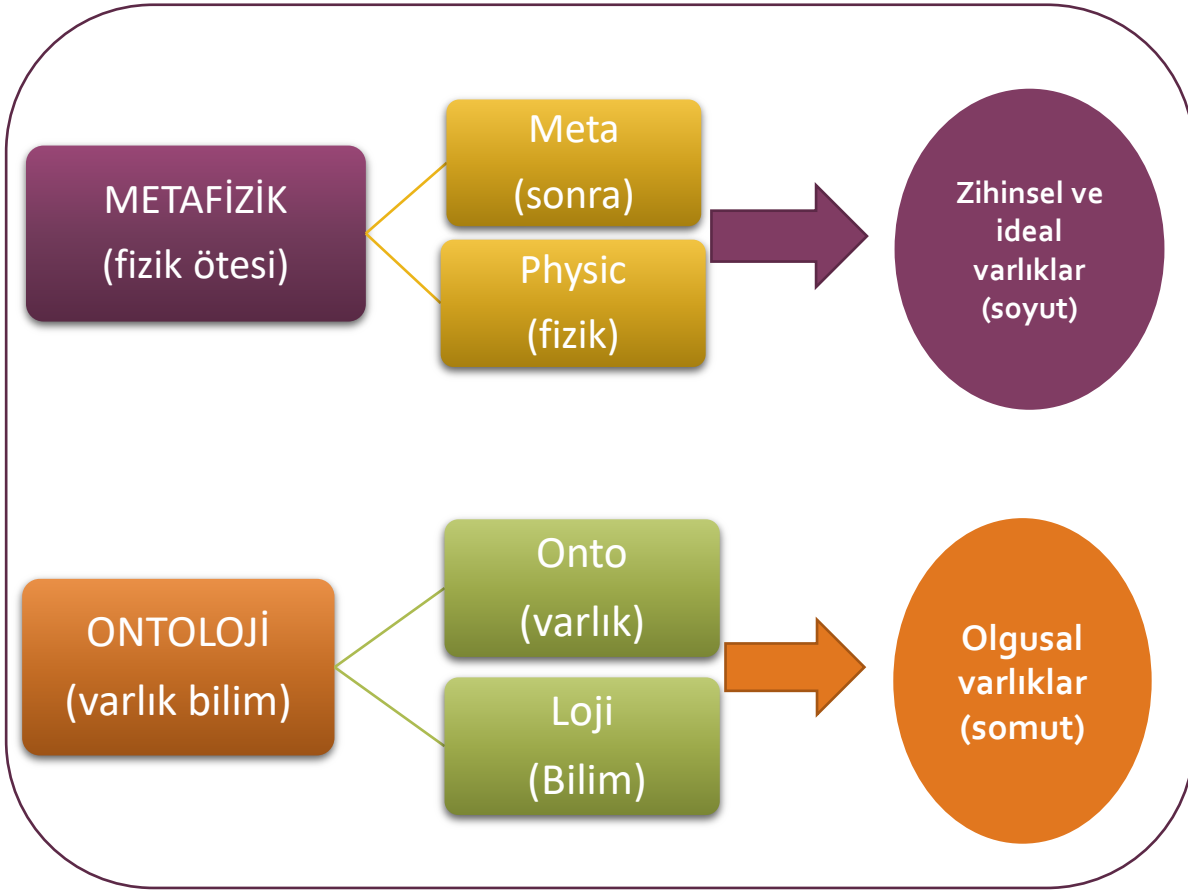 METAFİZİK
(fizik ötesi)
Meta
(sonra)
Physic
(fizik)
Zihinsel ve
ideal
varlıklar
(soyut)
ONTOLOJİ
(varlık bilim)
Onto
(varlık)
Loji
(Bilim)
Olgusal
varlıklar
(somut)